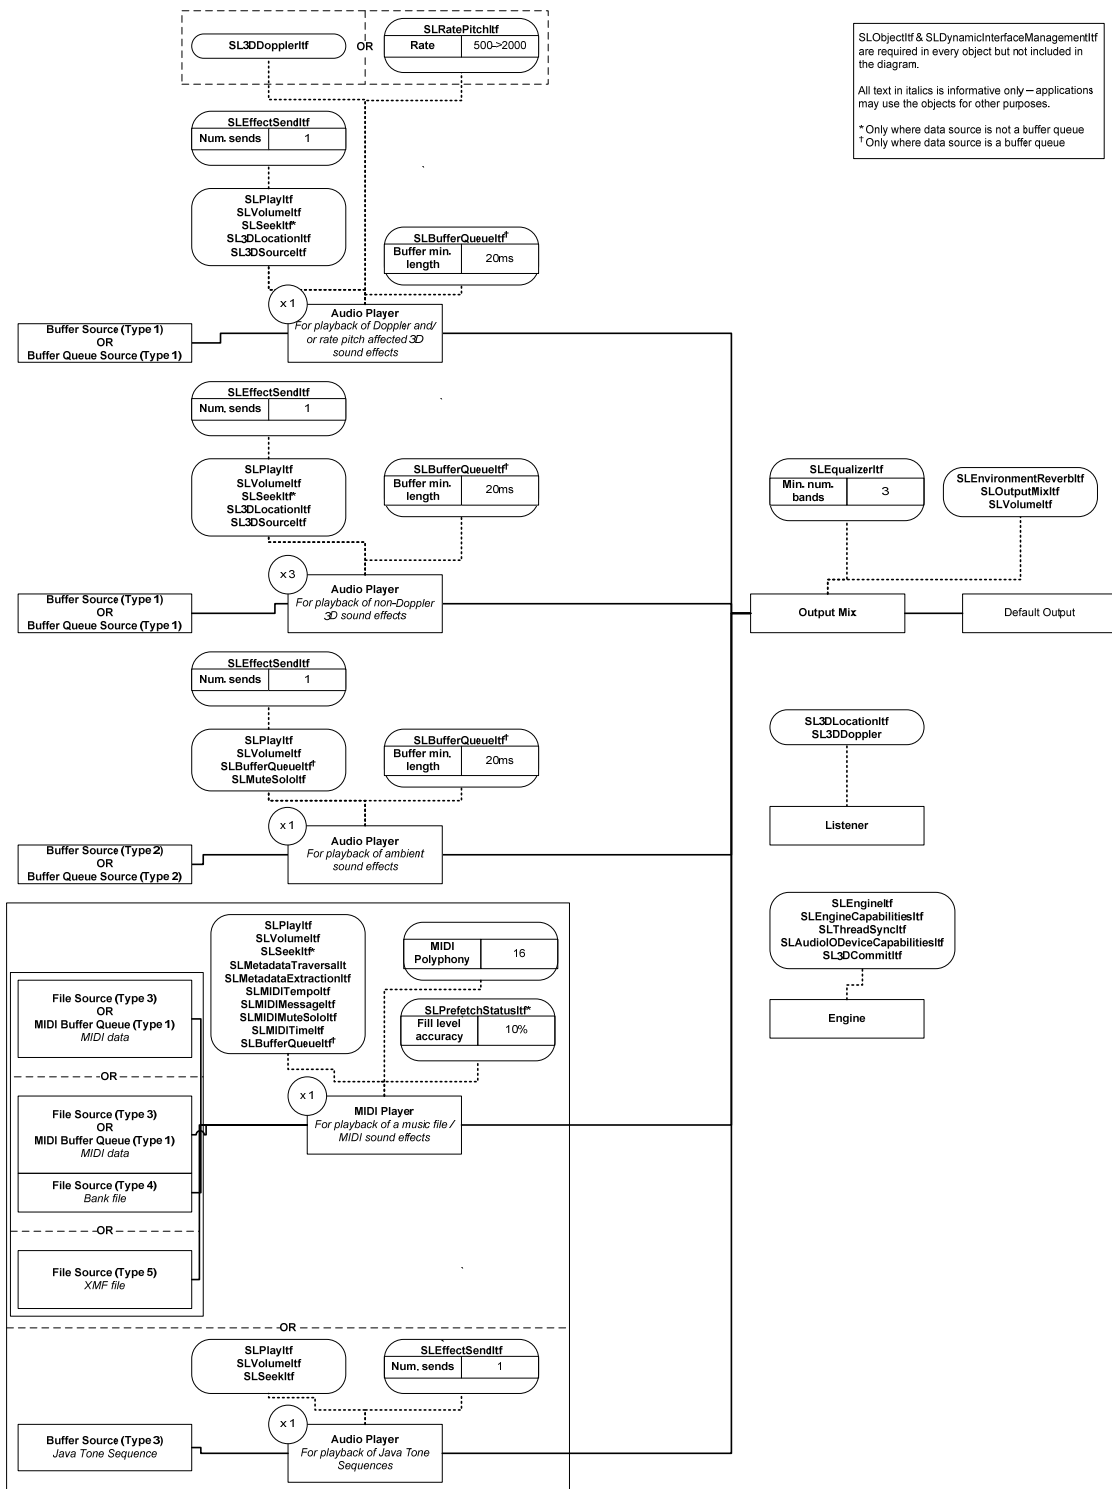 SL3DDopplerItf
OR
SLRatePitchItf
Rate 500->2000
SLObjectItf & SLDynamicInterfaceManagementItf
are required in every object but not included in
the diagram.
All text in italics is informative only – applications
may use the objects for other purposes.
* Only where data source is not a buffer queue
† Only where data source is a buffer queue
SLEffectSendItf
Num. sends 1
SLPlayItf
SLVolumeItf
SLSeekItf*
SL3DLocationItf
SL3DSourceItf
SLBufferQueueItf†
Buffer min.
length
20ms
x 1
Audio Player
For playback of Doppler and/
or rate pitch affected 3D
sound effects
Buffer Source (Type 1)
OR
Buffer Queue Source (Type 1)
SLEffectSendItf
Num. sends 1
SLPlayItf
SLVolumeItf
SLSeekItf*
SL3DLocationItf
SL3DSourceItf
SLBufferQueueItf†
Buffer min.
length
20ms
x 3
Audio Player
For playback of non-Doppler
3D sound effects
Buffer Source (Type 1)
OR
Buffer Queue Source (Type 1)
SLEqualizerItf
Min. num.
bands
3
SLEnvironmentReverbItf
SLOutputMixItf
SLVolumeItf
Output Mix
Default Output
SLEffectSendItf
Num. sends 1
SLPlayItf
SLVolumeItf
SLBufferQueueItf†
SLMuteSoloItf
SLBufferQueueItf†
Buffer min.
length
20ms
x 1
Audio Player
For playback of ambient
sound effects
Buffer Source (Type 2)
OR
Buffer Queue Source (Type 2)
SL3DLocationItf
SL3DDoppler
Listener
SLEngineItf
SLEngineCapabilitiesItf
SLThreadSyncItf
SLAudioIODeviceCapabilitiesItf
SL3DCommitItf
Engine
SLPlayItf
SLVolumeItf
SLSeekItf*
SLMetadataTraversalIt
SLMetadataExtractionItf
SLMIDITempoItf
SLMIDIMessageItf
SLMIDIMuteSoloItf
SLMIDITimeItf
SLBufferQueueItf†
MIDI
Polyphony
16
SLPrefetchStatusItf*
Fill level
accuracy
10%
x 1
MIDI Player
For playback of a music file /
MIDI sound effects
File Source (Type 3)
OR
MIDI Buffer Queue (Type 1)
MIDI data
OR
File Source (Type 3)
OR
MIDI Buffer Queue (Type 1)
MIDI data
File Source (Type 4)
Bank file
OR
File Source (Type 5)
XMF file
OR
SLPlayItf
SLVolumeItf
SLSeekItf
SLEffectSendItf
Num. sends 1
x 1
Audio Player
For playback of Java Tone
Sequences
Buffer Source (Type 3)
Java Tone Sequence